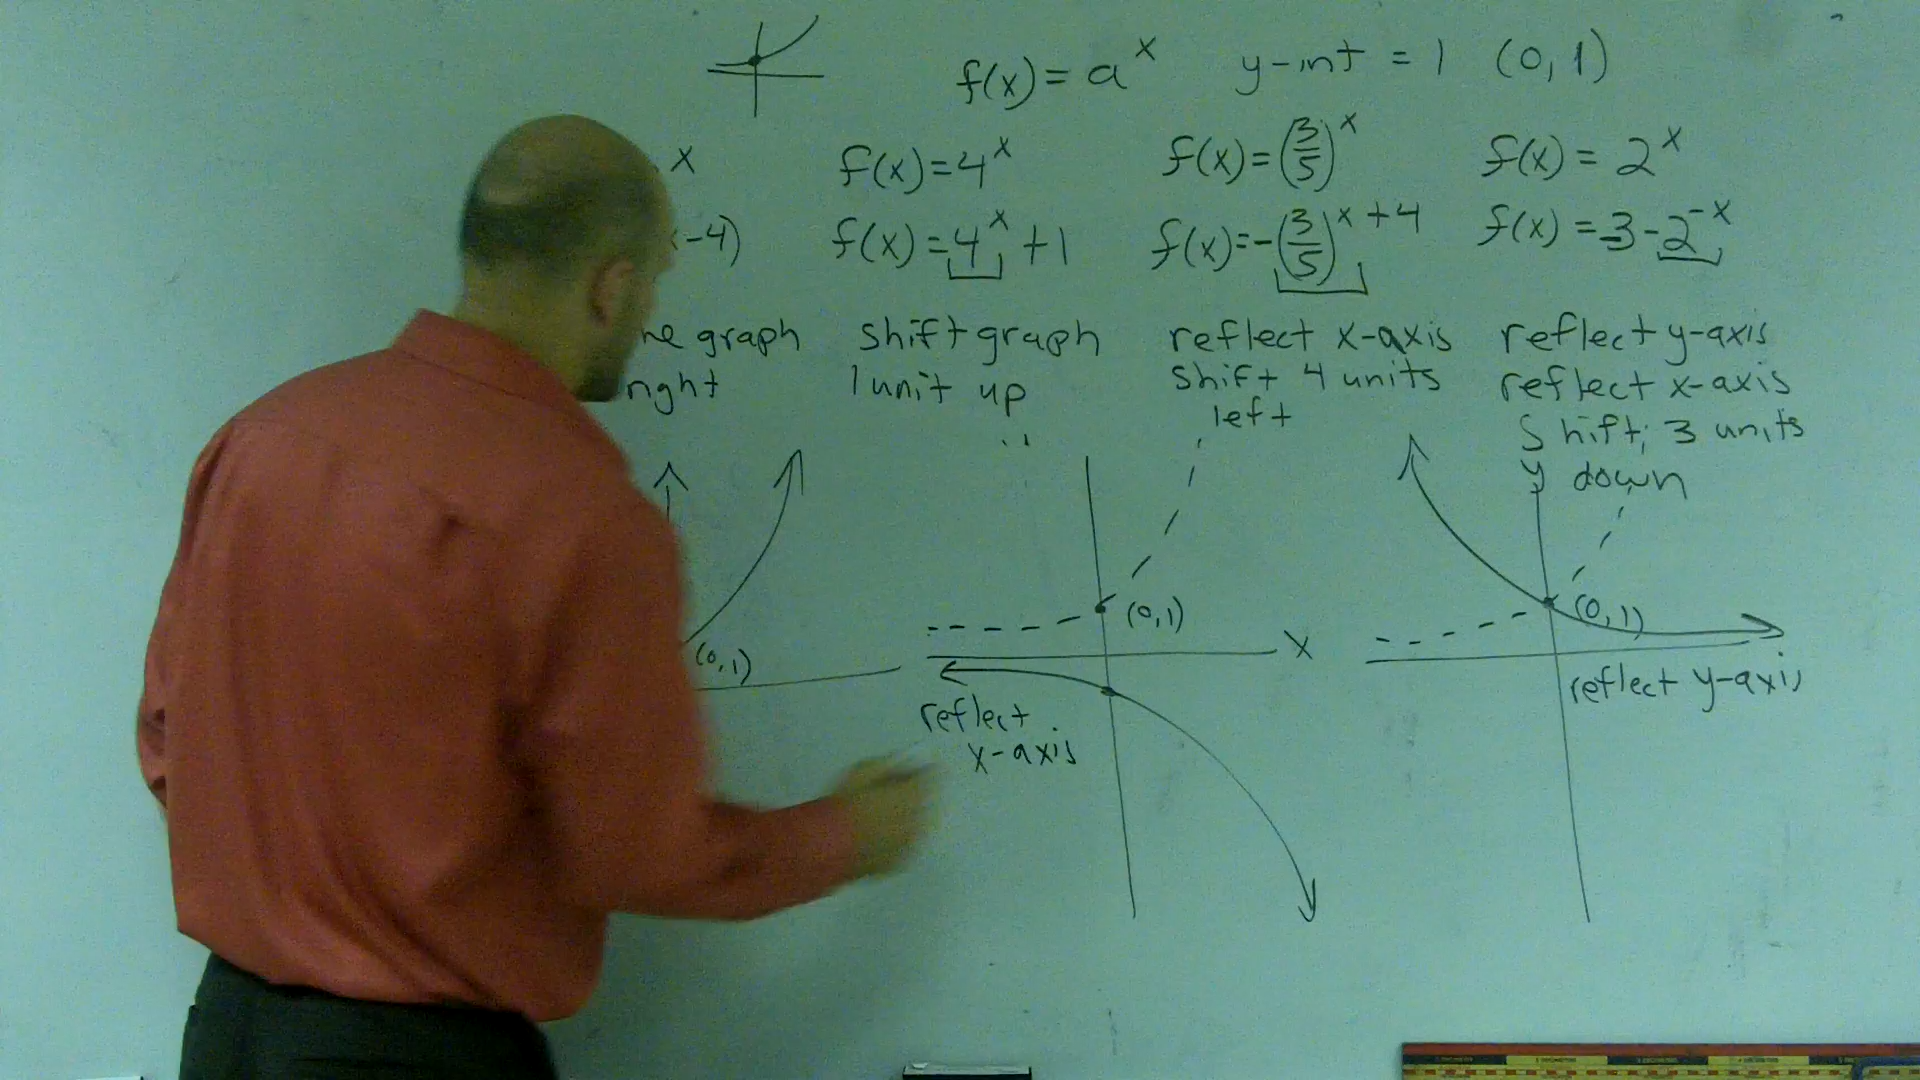 f(x) = a^x   y-int = 1   (0,1)
x   f(x)=4^x   f(x)=(3/5)^x   f(x) = 2^x
-4)   f(x)=4^x+1   f(x)=-(3/5)^x+4   f(x)=-3-2^-x
graph   shift graph   reflect x-axis   reflect y-axis
right   1 unit up   shift 4 units   reflect x-axis
left   Shift; 3 units
y   down
(0,1)   (0,1)   (0,1)
x
reflect y-axis
reflect
x-axis